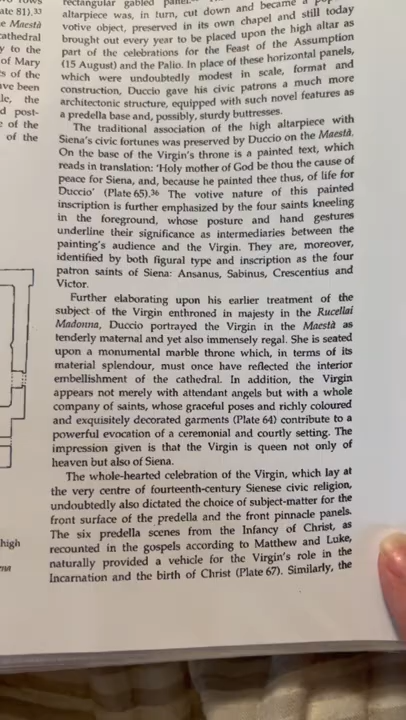 rectangular gabled
altarpiece was, in turn, cut down and became a
votive object, preserved in its own chapel and still today
brought out every year to be placed upon the high altar as
part of the celebrations for the Feast of the Assumption
(15 August) and the Palio. In place of these horizontal panels,
which were undoubtedly modest in scale, format and
construction, Duccio gave his civic patrons a much more
architectonic structure, equipped with such novel features as
a predella base and, possibly, sturdy buttresses.
The traditional association of the high altarpiece with
Siena's civic fortunes was preserved by Duccio on the Maestà.
On the base of the Virgin's throne is a painted text, which
reads in translation: 'Holy mother of God be thou the cause of
peace for Siena, and, because he painted thee thus, of life for
Duccio' (Plate 65).³⁶ The votive nature of this painted
inscription is further emphasized by the four saints kneeling
in the foreground, whose posture and hand gestures
underline their significance as intermediaries between the
painting's audience and the Virgin. They are, moreover,
identified by both figural type and inscription as the four
patron saints of Siena: Ansanus, Sabinus, Crescentius and
Victor.
Further elaborating upon his earlier treatment of the
subject of the Virgin enthroned in majesty in the Rucellai
Madonna, Duccio portrayed the Virgin in the Maestà as
tenderly maternal and yet also immensely regal. She is seated
upon a monumental marble throne which, in terms of its
material splendour, must once have reflected the interior
embellishment of the cathedral. In addition, the Virgin
appears not merely with attendant angels but with a whole
company of saints, whose graceful poses and richly coloured
and exquisitely decorated garments (Plate 64) contribute to a
powerful evocation of a ceremonial and courtly setting. The
impression given is that the Virgin is queen not only of
heaven but also of Siena.
The whole-hearted celebration of the Virgin, which lay at
the very centre of fourteenth-century Sienese civic religion,
undoubtedly also dictated the choice of subject-matter for the
front surface of the predella and the front pinnacle panels.
The six predella scenes from the Infancy of Christ, as
recounted in the gospels according to Matthew and Luke,
naturally provided a vehicle for the Virgin's role in the
Incarnation and the birth of Christ (Plate 67). Similarly, the
81).³³
Maestà
cathedral
y to the
of Mary
s of the
ve been
the
d post-
of the
of the
high